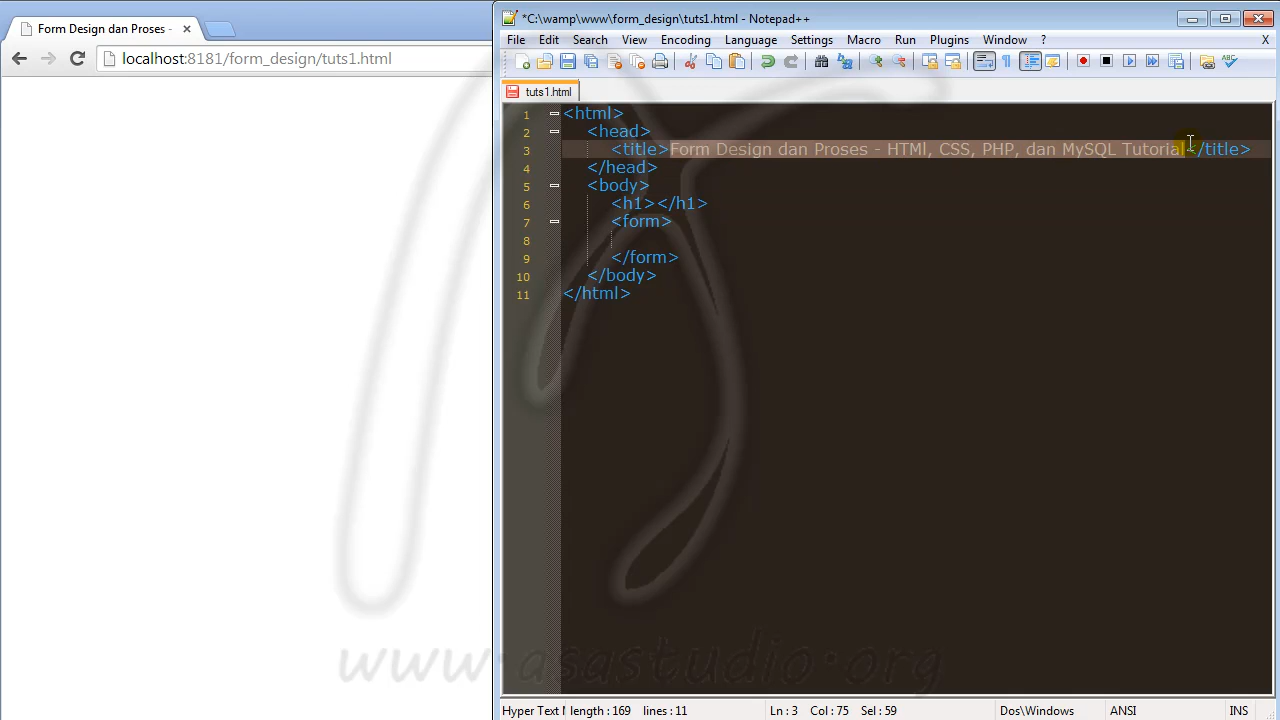 Form Design dan Proses -
localhost:8181/form_design/tuts1.html
*C:\wamp\www\form_design\tuts1.html - Notepad++
File Edit Search View Encoding Language Settings Macro Run Plugins Window ? X
tuts1.html
1 <html>
2 <head>
3 <title>Form Design dan Proses - HTMl, CSS, PHP, dan MySQL Tutorial</title>
4 </head>
5 <body>
6 <h1></h1>
7 <form>
8
9 </form>
10 </body>
11 </html>
www.asastudio.org
Hyper Text length : 169 lines : 11 Ln : 3 Col : 75 Sel : 59 Dos\Windows ANSI INS